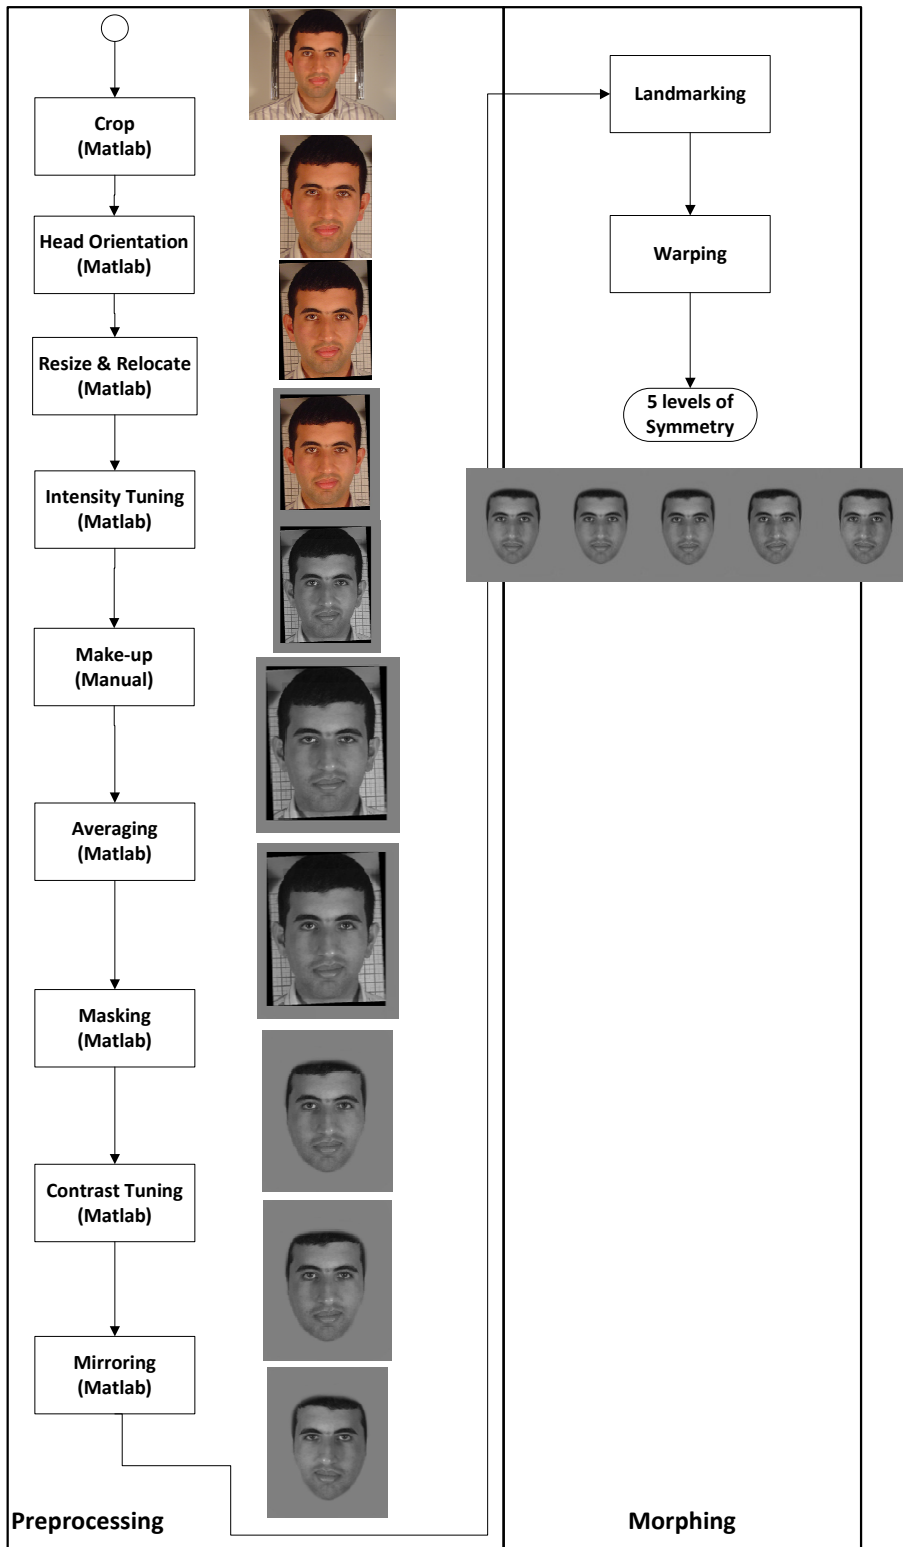 Crop
(Matlab)
Head Orientation
(Matlab)
Resize & Relocate
(Matlab)
Intensity Tuning
(Matlab)
Make-up
(Manual)
Averaging
(Matlab)
Masking
(Matlab)
Contrast Tuning
(Matlab)
Mirroring
(Matlab)
Preprocessing
Landmarking
Warping
5 levels of
Symmetry
Morphing